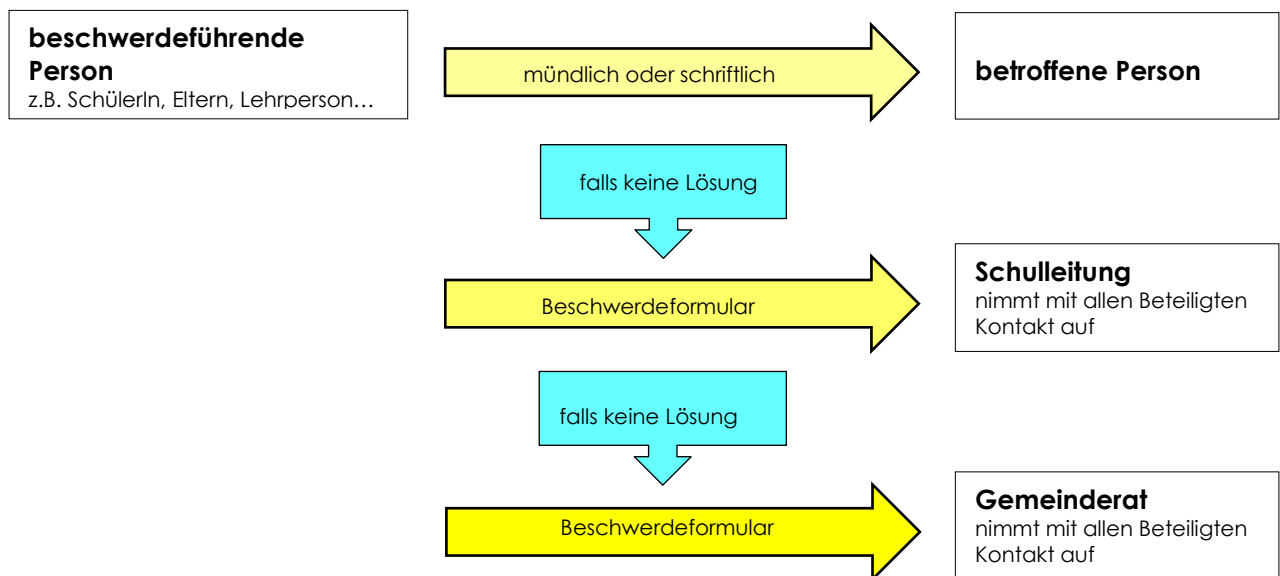 beschwerdeführende
Person
z.B. SchülerIn, Eltern, Lehrperson…
mündlich oder schriftlich
betroffene Person
falls keine Lösung
Beschwerdeformular
Schulleitung
nimmt mit allen Beteiligten
Kontakt auf
falls keine Lösung
Beschwerdeformular
Gemeinderat
nimmt mit allen Beteiligten
Kontakt auf